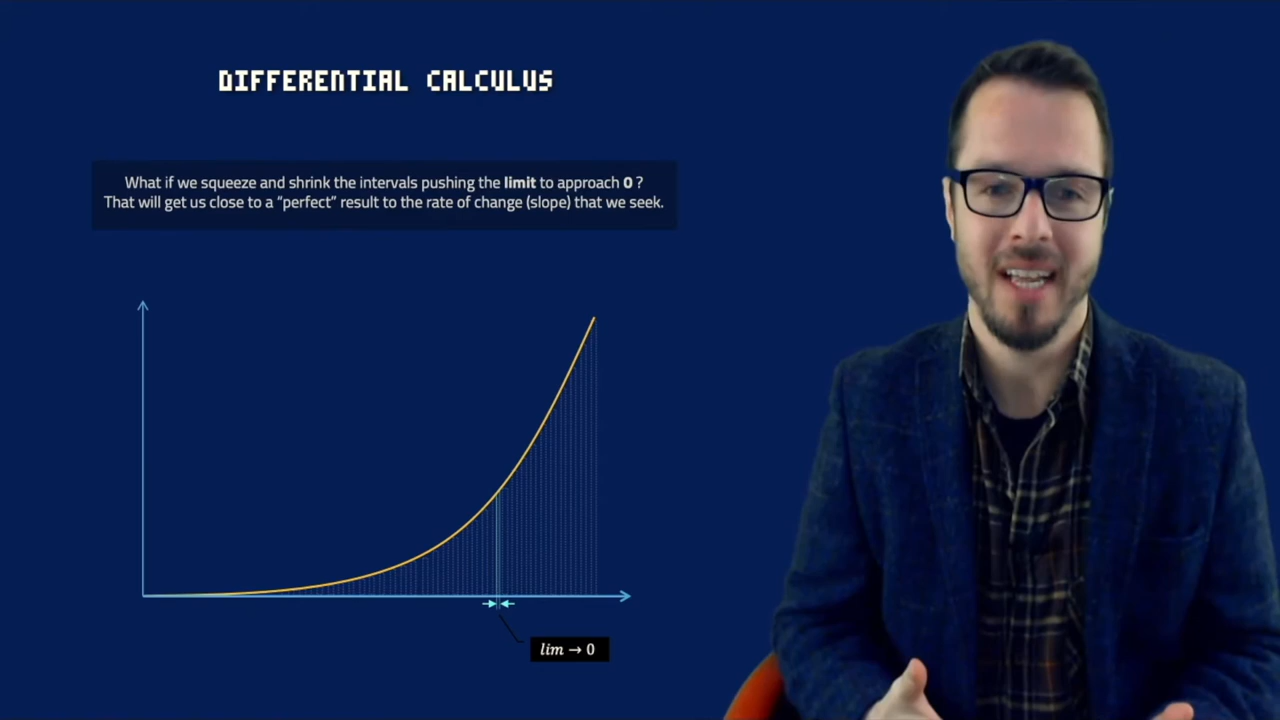 DIFFERENTIAL CALCULUS
What if we squeeze and shrink the intervals pushing the limit to approach 0 ?
That will get us close to a “perfect” result to the rate of change (slope) that we seek.
lim → 0